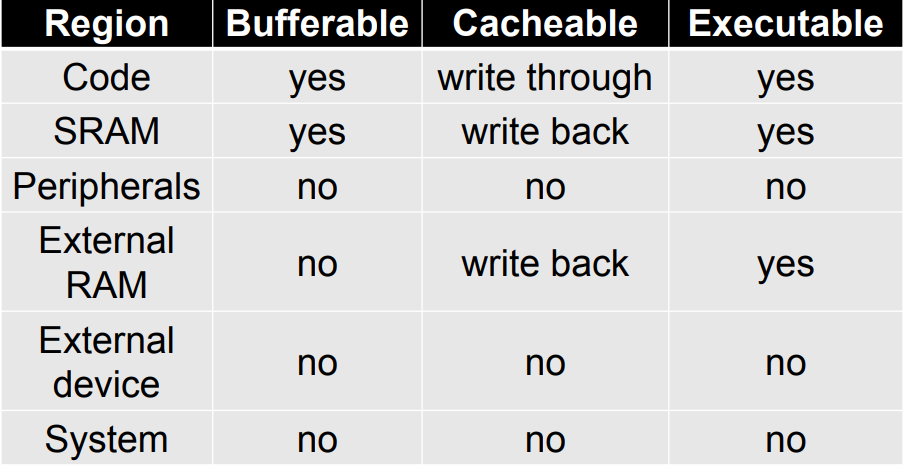 Region Bufferable Cacheable Executable
Code yes write through yes
SRAM yes write back yes
Peripherals no no no
External
RAM no write back yes
External
device no no no
System no no no